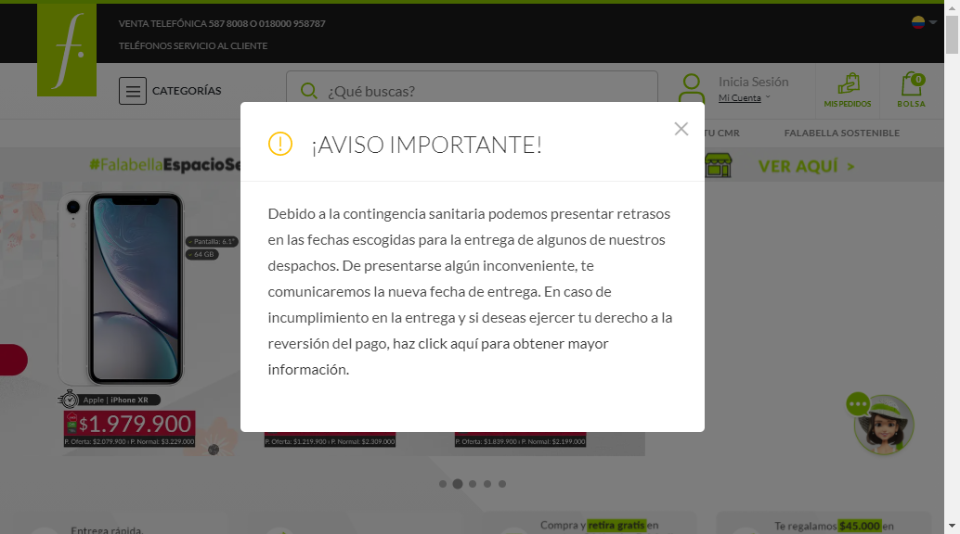 VENTA TELEFÓNICA 587 8008 O 018000 958787
TELÉFONOS SERVICIO AL CLIENTE
f.
CATEGORÍAS
¿Qué buscas?
Inicia Sesión
Mi Cuenta
MIS PEDIDOS
0
BOLSA
TU CMR
FALABELLA SOSTENIBLE
#FalabellaEspacioSe
VER AQUÍ >
¡AVISO IMPORTANTE!
Debido a la contingencia sanitaria podemos presentar retrasos
en las fechas escogidas para la entrega de algunos de nuestros
despachos. De presentarse algún inconveniente, te
comunicaremos la nueva fecha de entrega. En caso de
incumplimiento en la entrega y si deseas ejercer tu derecho a la
reversión del pago, haz click aquí para obtener mayor
información.
Pantalla: 6.1"
64 GB
Apple | iPhone XR
$1.979.900
P. Oferta: $2.079.900 | P. Normal: $3.229.000
P. Oferta: $1.219.900 | P. Normal: $2.309.000
P. Oferta: $1.839.900 | P. Normal: $2.199.000
Entrega rápida,
Compra y retira gratis en
Te regalamos $45.000 en